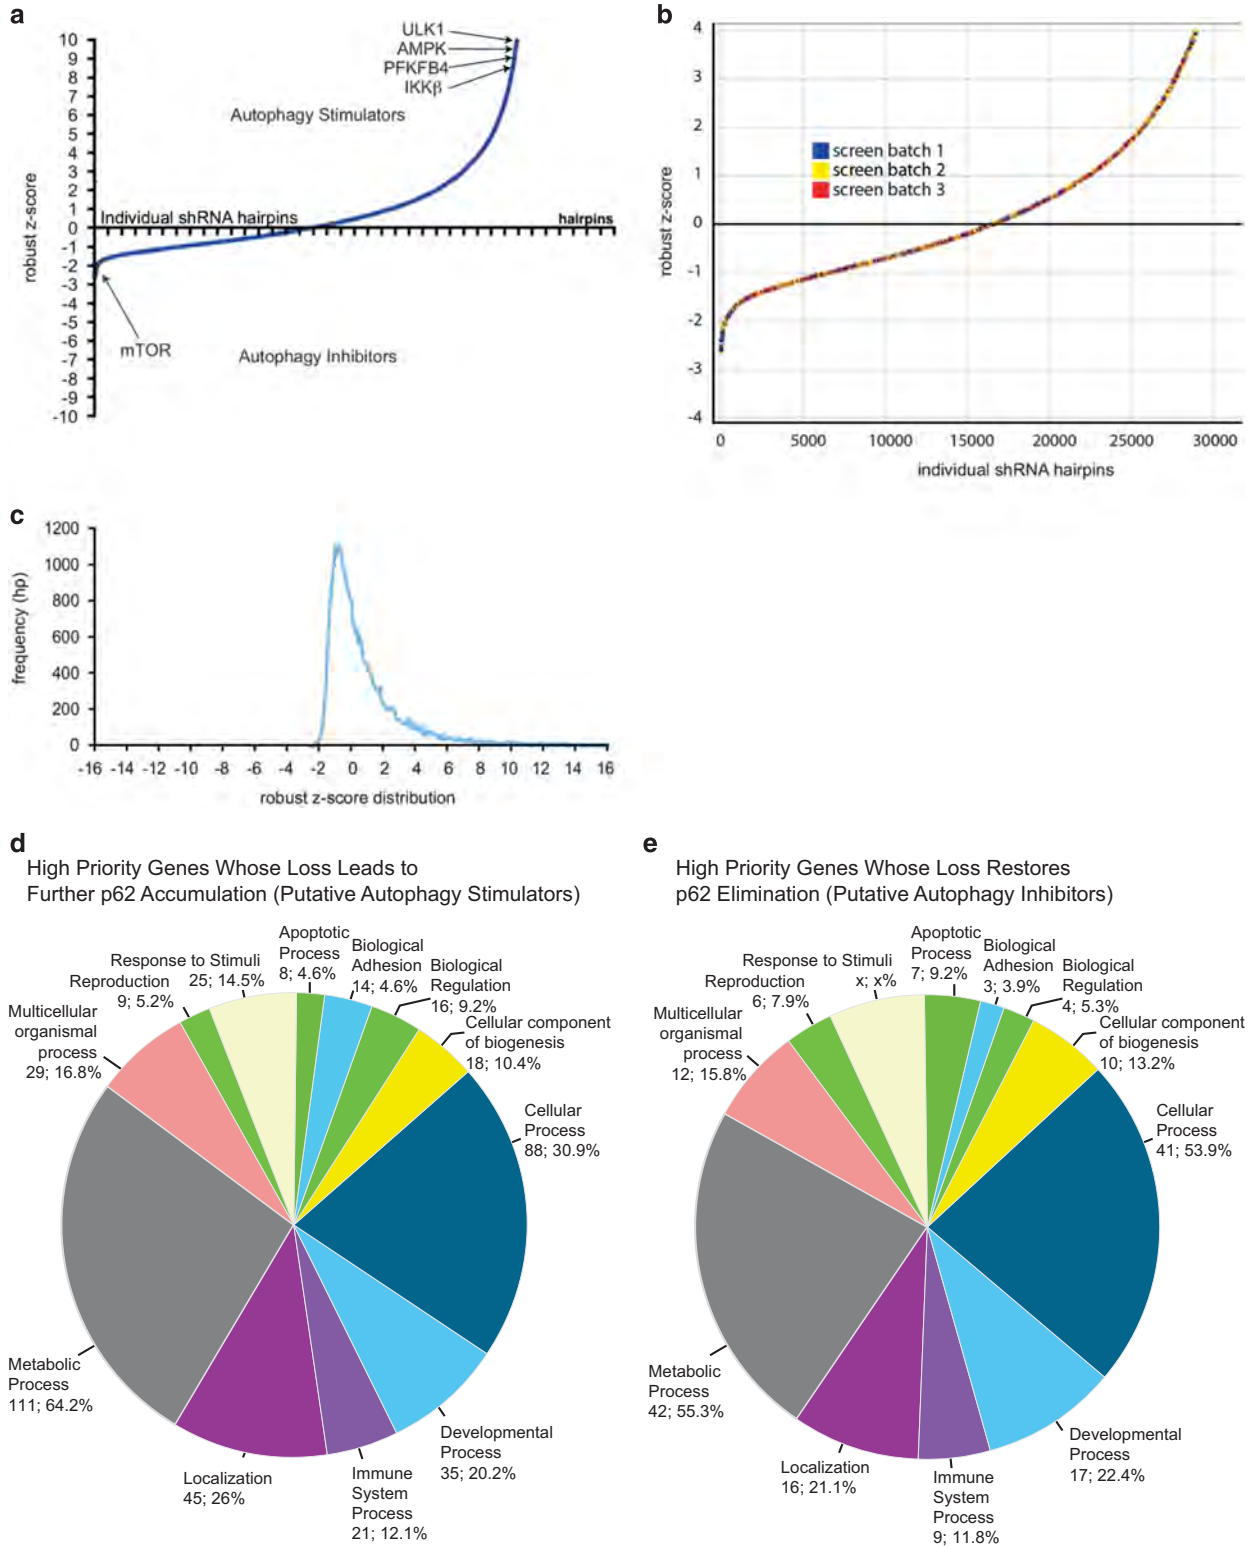 a
ULK1
AMPK
PFKFB4
IKKβ
10
9
8
7
6
5
4
3
2
1
0
-1
-2
-3
-4
-5
-6
-7
-8
-9
-10
robust z-score
Autophagy Stimulators
Individual shRNA hairpins
hairpins
mTOR
Autophagy Inhibitors
b
4
3
2
1
0
-1
-2
-3
-4
robust z-score
screen batch 1
screen batch 2
screen batch 3
0 5000 10000 15000 20000 25000 30000
individual shRNA hairpins
c
1200
1000
800
600
400
200
0
frequency (hp)
-16 -14 -12 -10 -8 -6 -4 -2 0 2 4 6 8 10 12 14 16
robust z-score distribution
d
High Priority Genes Whose Loss Leads to
Further p62 Accumulation (Putative Autophagy Stimulators)
Apoptotic
Process
8; 4.6%
Biological
Adhesion
14; 4.6%
Biological
Regulation
16; 9.2%
Cellular component
of biogenesis
18; 10.4%
Cellular
Process
88; 30.9%
Developmental
Process
35; 20.2%
Immune
System
Process
21; 12.1%
Localization
45; 26%
Metabolic
Process
111; 64.2%
Multicellular
organismal
process
29; 16.8%
Reproduction
9; 5.2%
Response to Stimuli
25; 14.5%
e
High Priority Genes Whose Loss Restores
p62 Elimination (Putative Autophagy Inhibitors)
Apoptotic
Process
7; 9.2%
Biological
Adhesion
3; 3.9%
Biological
Regulation
4; 5.3%
Cellular component
of biogenesis
10; 13.2%
Cellular
Process
41; 53.9%
Developmental
Process
17; 22.4%
Immune
System
Process
9; 11.8%
Localization
16; 21.1%
Metabolic
Process
42; 55.3%
Multicellular
organismal
process
12; 15.8%
Reproduction
6; 7.9%
Response to Stimuli
x; x%